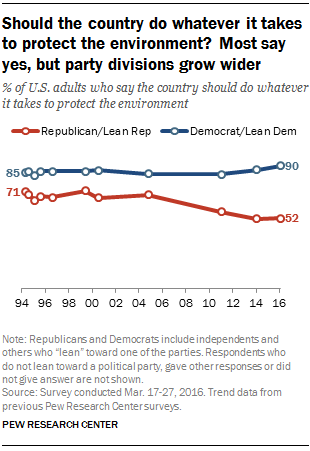 Should the country do whatever it takes
to protect the environment? Most say
yes, but party divisions grow wider
% of U.S. adults who say the country should do whatever
it takes to protect the environment
Republican/Lean Rep Democrat/Lean Dem
85 90
71 52
94 96 98 00 02 04 06 08 10 12 14 16
Note: Republicans and Democrats include independents and
others who “lean” toward one of the parties. Respondents who
do not lean toward a political party, gave other responses or did
not give answer are not shown.
Source: Survey conducted Mar. 17-27, 2016. Trend data from
previous Pew Research Center surveys.
PEW RESEARCH CENTER